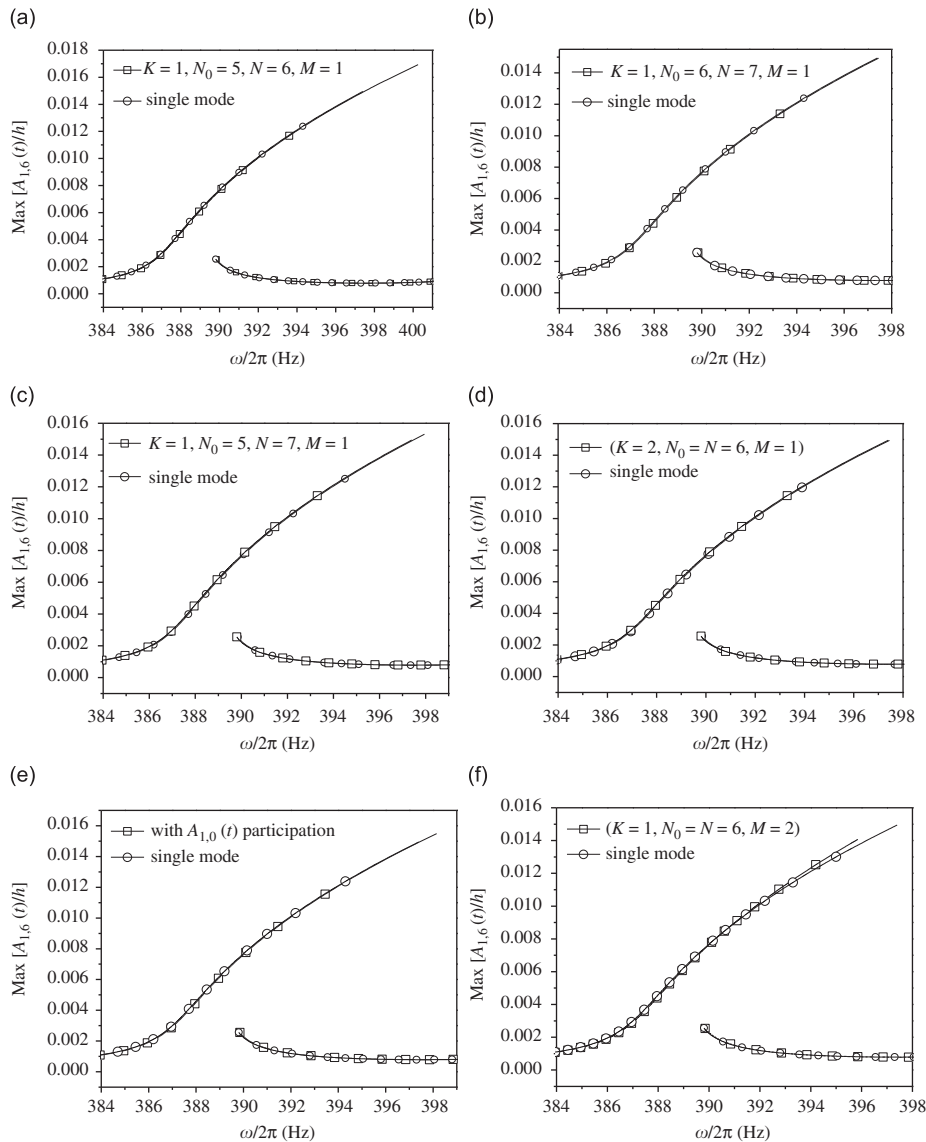 (a)
0.018
0.016
0.014
0.012
0.010
0.008
0.006
0.004
0.002
0.000
Max [A1,6 (t)/h]
K = 1, N0 = 5, N = 6, M = 1
single mode
384 386 388 390 392 394 396 398 400
ω/2π (Hz)
(b)
0.014
0.012
0.010
0.008
0.006
0.004
0.002
0.000
Max [A1,6 (t)/h]
K = 1, N0 = 6, N = 7, M = 1
single mode
384 386 388 390 392 394 396 398
ω/2π (Hz)
(c)
0.016
0.014
0.012
0.010
0.008
0.006
0.004
0.002
0.000
Max [A1,6 (t)/h]
K = 1, N0 = 5, N = 7, M = 1
single mode
384 386 388 390 392 394 396 398
ω/2π (Hz)
(d)
0.016
0.014
0.012
0.010
0.008
0.006
0.004
0.002
0.000
Max [A1,6 (t)/h]
(K = 2, N0 = N = 6, M = 1)
single mode
384 386 388 390 392 394 396 398
ω/2π (Hz)
(e)
0.016
0.014
0.012
0.010
0.008
0.006
0.004
0.002
0.000
Max [A1,6 (t)/h]
with A1,0 (t) participation
single mode
384 386 388 390 392 394 396 398
ω/2π (Hz)
(f)
0.016
0.014
0.012
0.010
0.008
0.006
0.004
0.002
0.000
Max [A1,6 (t)/h]
(K = 1, N0 = N = 6, M = 2)
single mode
384 386 388 390 392 394 396 398
ω/2π (Hz)